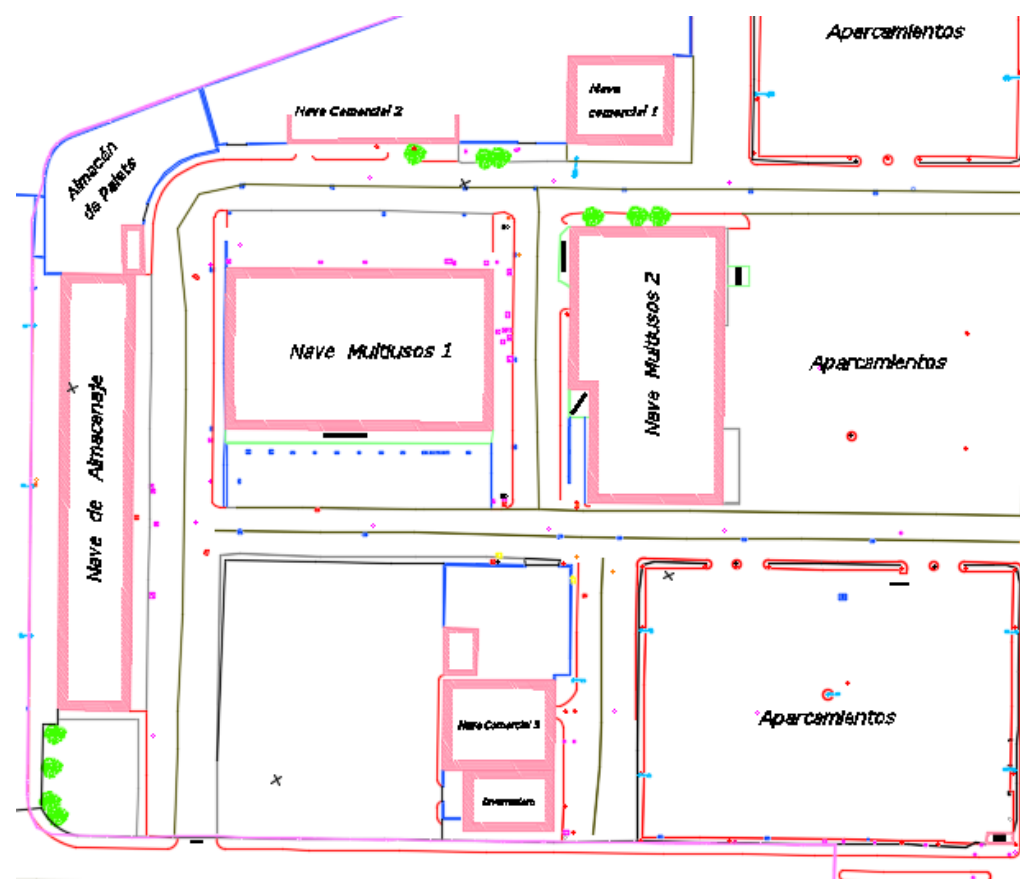 Aparcamientos
Nave
comercial 1
Nave Comercial 2
Almacén
de Palets
Nave Multiusos 1
Nave Multiusos 2
Aparcamientos
Nave de Almacenaje
Nave Comercial 3
Aparcamientos
Invernadero